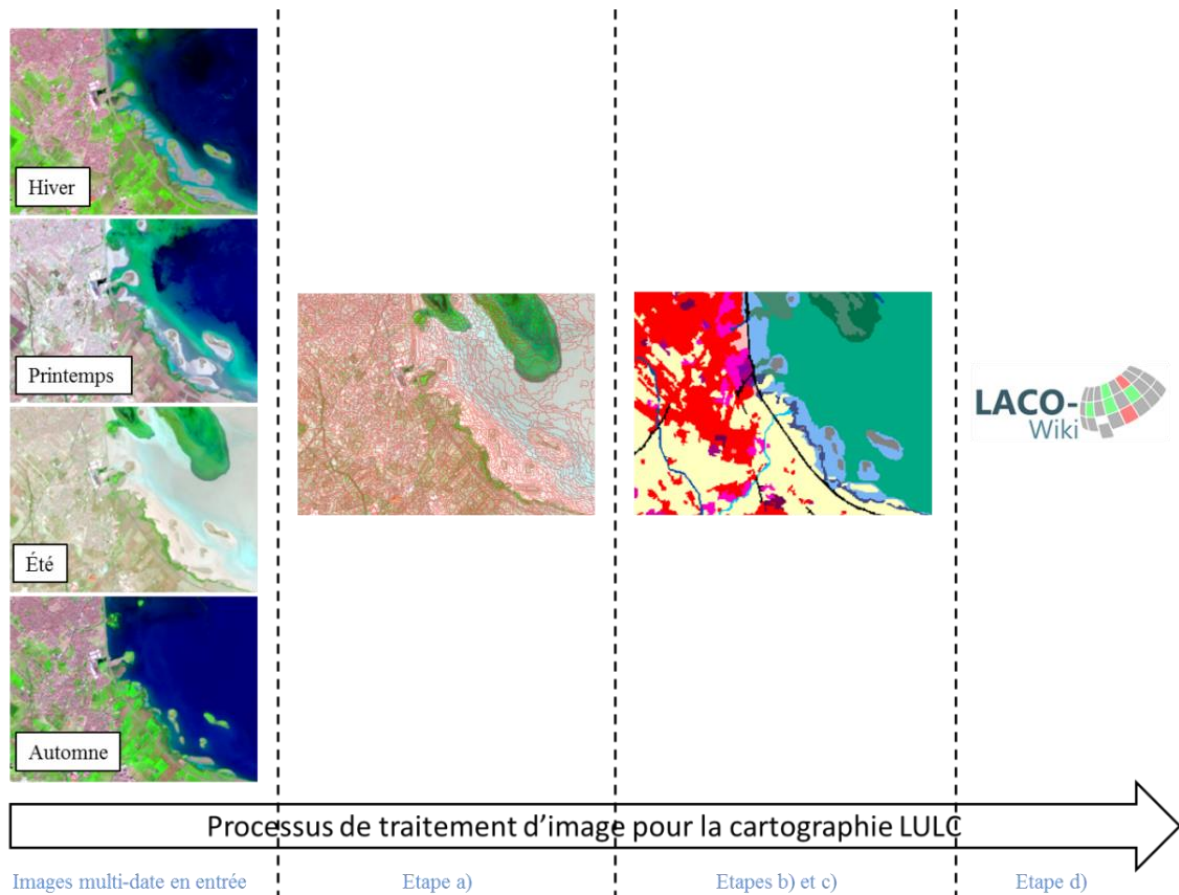 Hiver
Printemps
Été
Automne
LACO-
Wiki
Processus de traitement d'image pour la cartographie LULC
Images multi-date en entrée
Etape a)
Etapes b) et c)
Etape d)